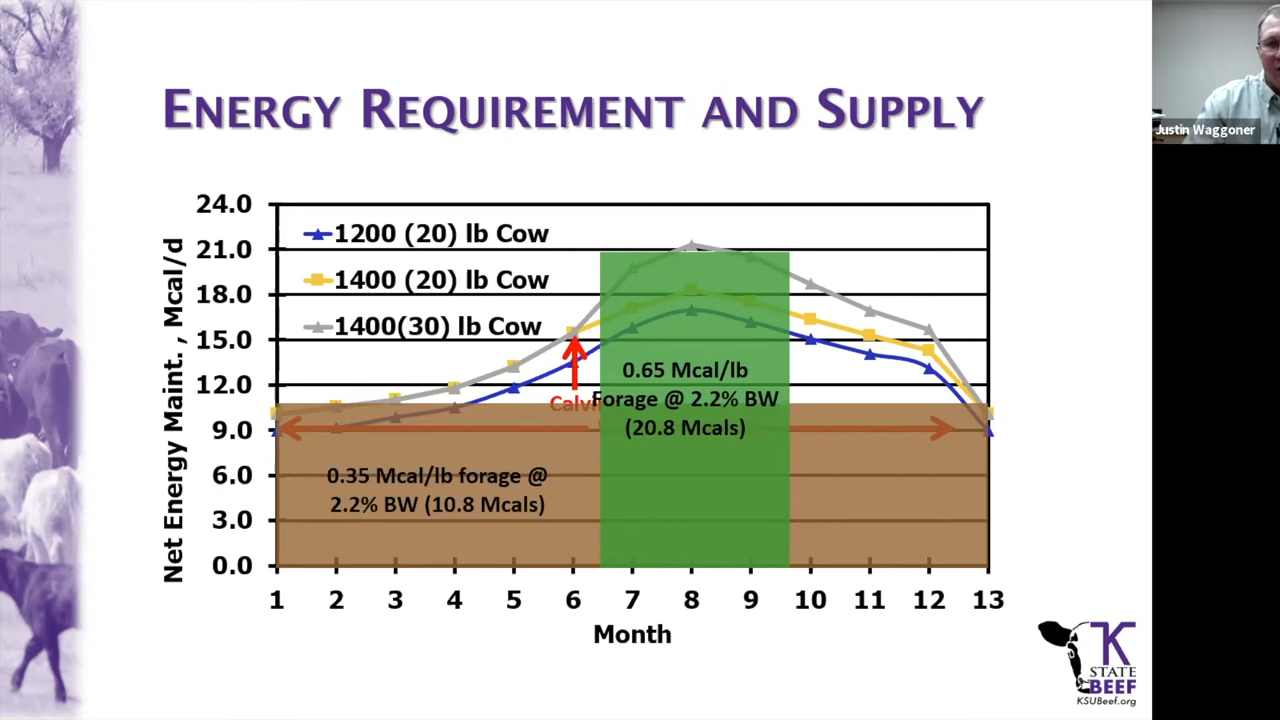 Justin Waggoner
ENERGY REQUIREMENT AND SUPPLY
Net Energy Maint. , Mcal/d
24.0
21.0
18.0
15.0
12.0
9.0
6.0
3.0
0.0
1200 (20) lb Cow
1400 (20) lb Cow
1400(30) lb Cow
0.65 Mcal/lb
Forage @ 2.2% BW
(20.8 Mcals)
0.35 Mcal/lb forage @
2.2% BW (10.8 Mcals)
1 2 3 4 5 6 7 8 9 10 11 12 13
Month
K
STATE
BEEF
KSUBeef.org